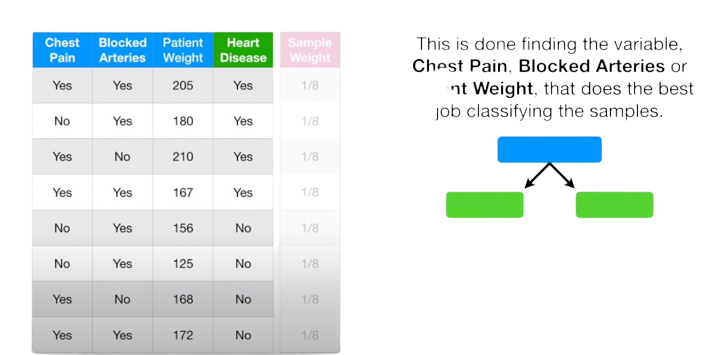 Chest Pain Blocked Arteries Patient Weight Heart Disease Sample Weight
Yes Yes 205 Yes 1/8
No Yes 180 Yes 1/8
Yes No 210 Yes 1/8
Yes Yes 167 Yes 1/8
No Yes 156 No 1/8
No Yes 125 No 1/8
Yes No 168 No 1/8
Yes Yes 172 No 1/8
This is done finding the variable,
Chest Pain, Blocked Arteries or
nt Weight, that does the best
job classifying the samples.